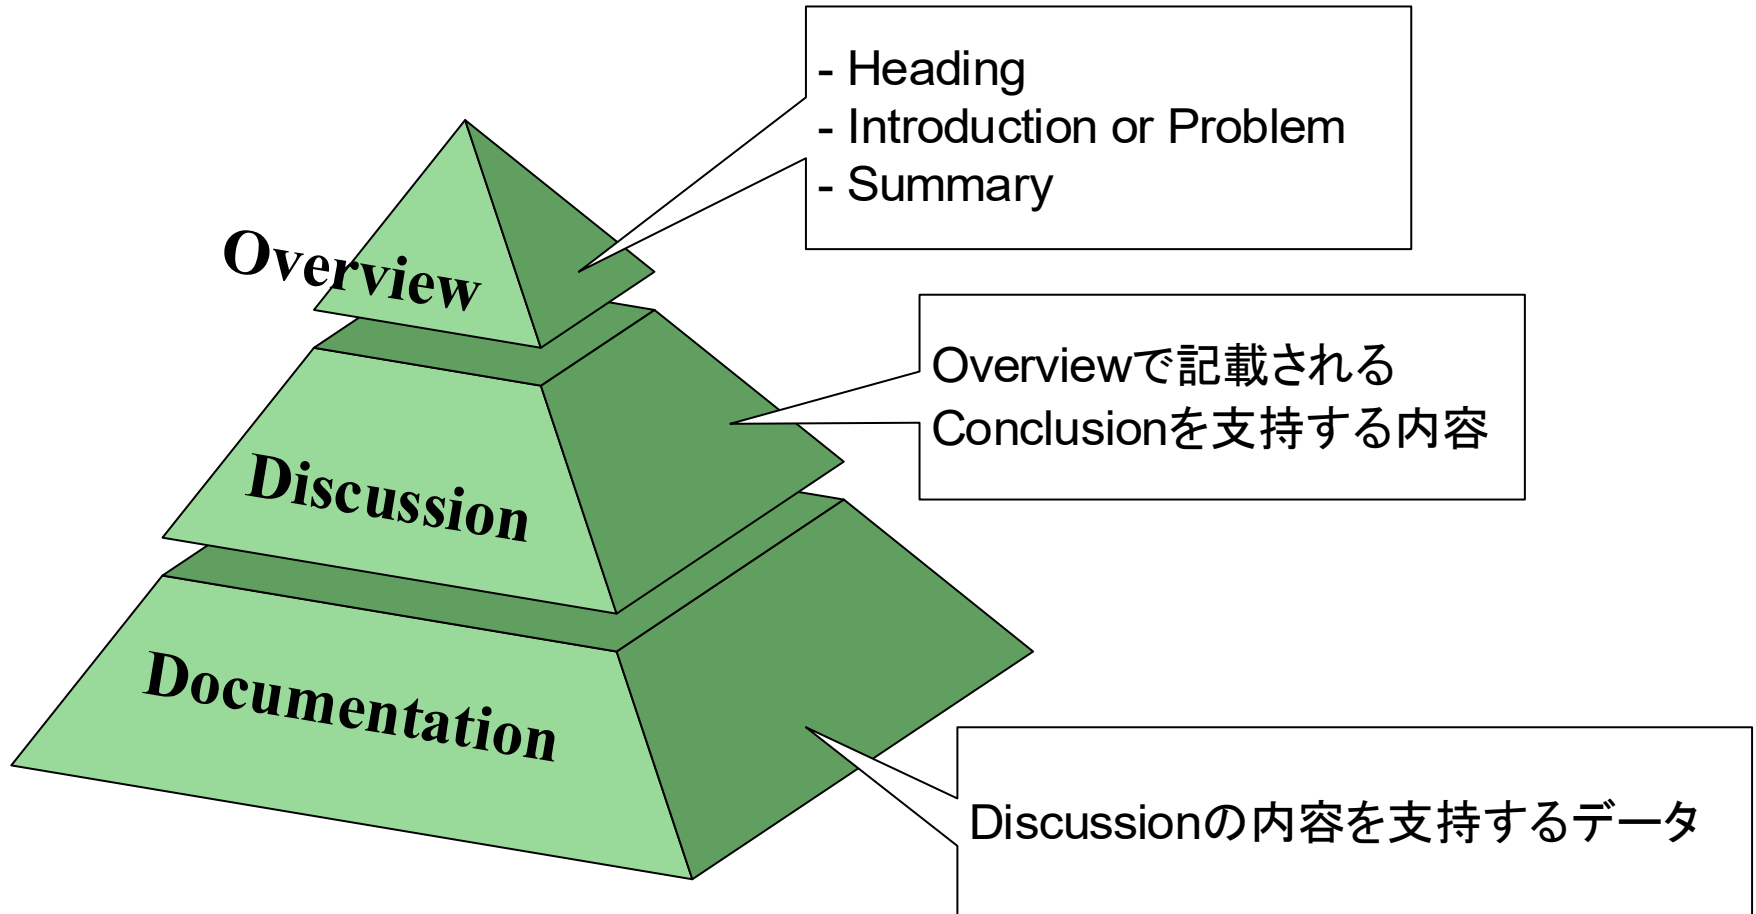 - Heading
- Introduction or Problem
- Summary
Overview
Overviewで記載される
Conclusionを支持する内容
Discussion
Documentation
Discussionの内容を支持するデータ